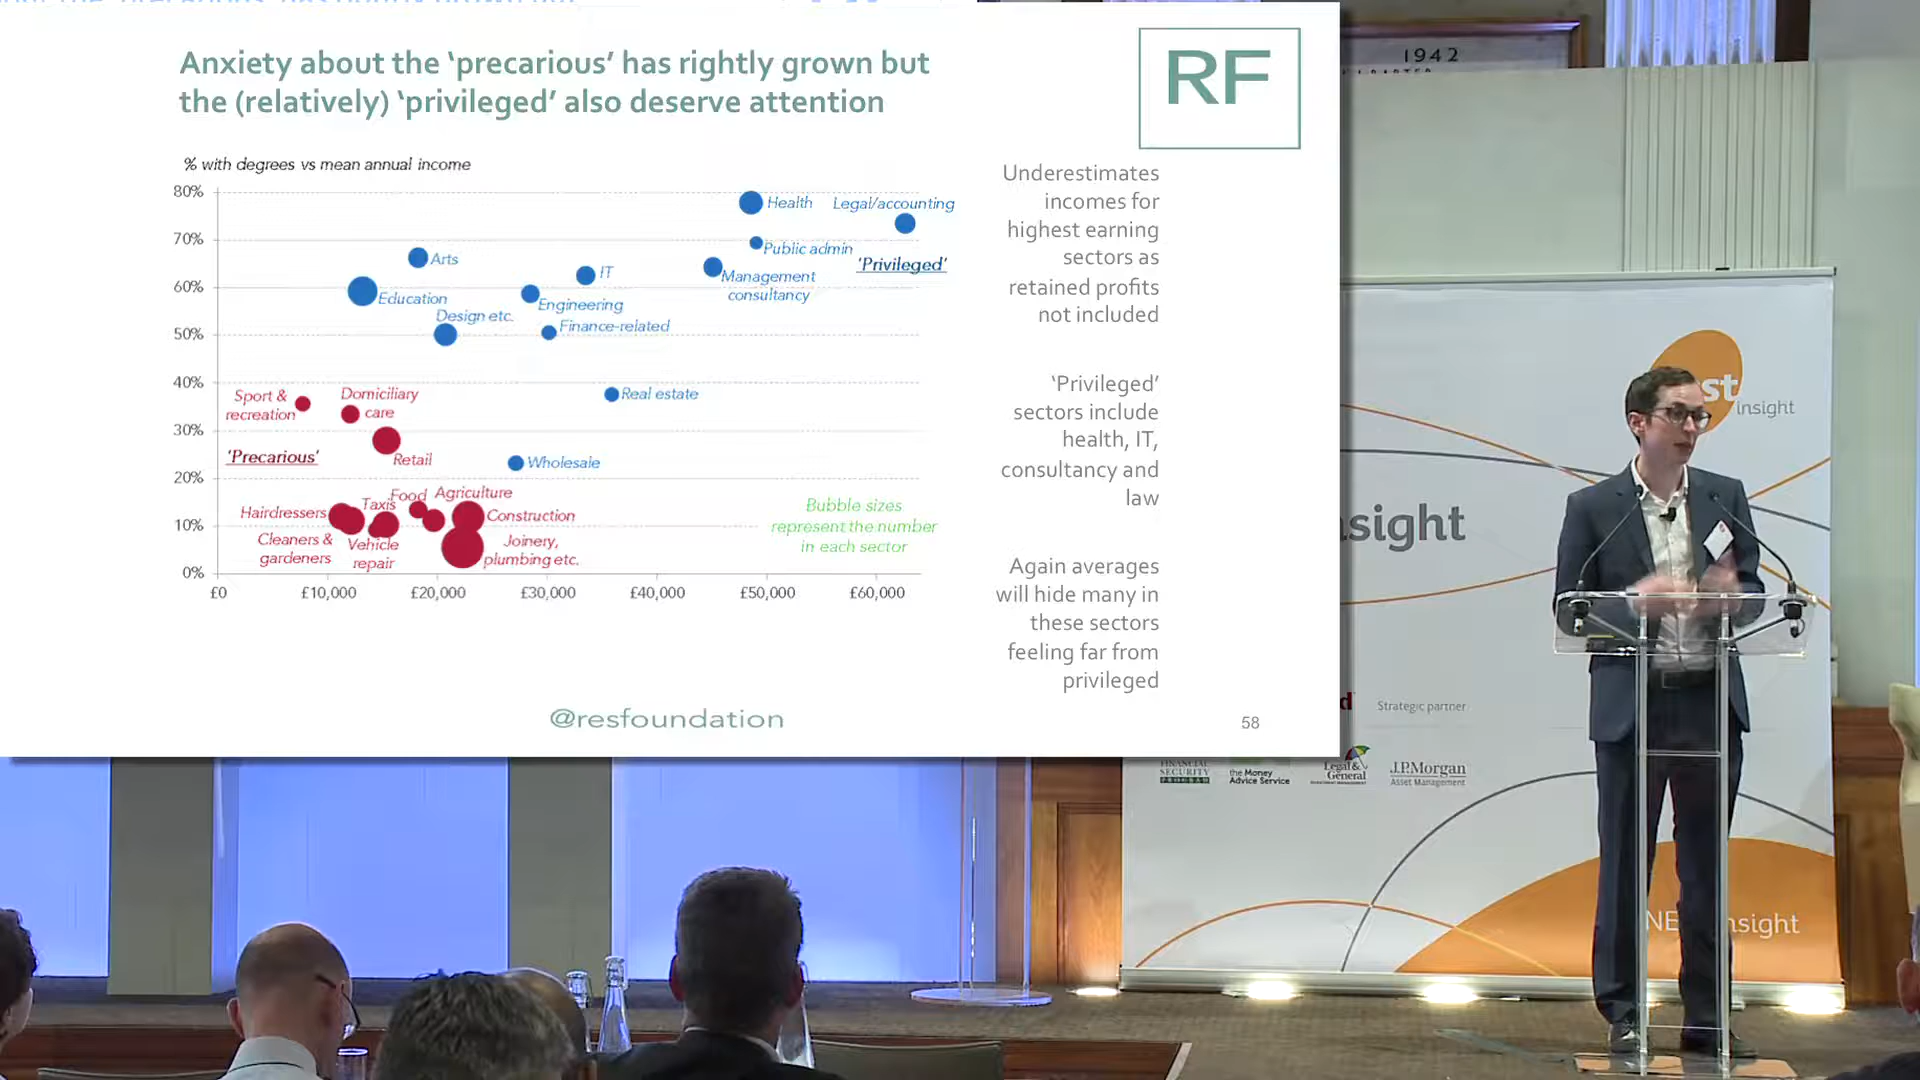 Anxiety about the ‘precarious’ has rightly grown but
the (relatively) ‘privileged’ also deserve attention
RF
1942
% with degrees vs mean annual income
80%
70%
60%
50%
40%
30%
20%
10%
0%
£0
£10,000
£20,000
£30,000
£40,000
£50,000
£60,000
Health
Legal/accounting
Public admin
‘Privileged’
Management
consultancy
Arts
IT
Education
Engineering
Design etc.
Finance-related
Real estate
Sport &
recreation
Domiciliary
care
Retail
‘Precarious’
Wholesale
Hairdressers
Taxis
Food
Agriculture
Construction
Cleaners &
gardeners
Vehicle
repair
Joinery,
plumbing etc.
Bubble sizes
represent the number
in each sector
Underestimates
incomes for
highest earning
sectors as
retained profits
not included
‘Privileged’
sectors include
health, IT,
consultancy and
law
Again averages
will hide many in
these sectors
feeling far from
privileged
@resfoundation
58
st
insight
sight
Strategic partner
FINANCIAL
SECURITY
PROGRAM
the Money
Advice Service
Legal &
General
J.P.Morgan
Asset Management
NE
nsight